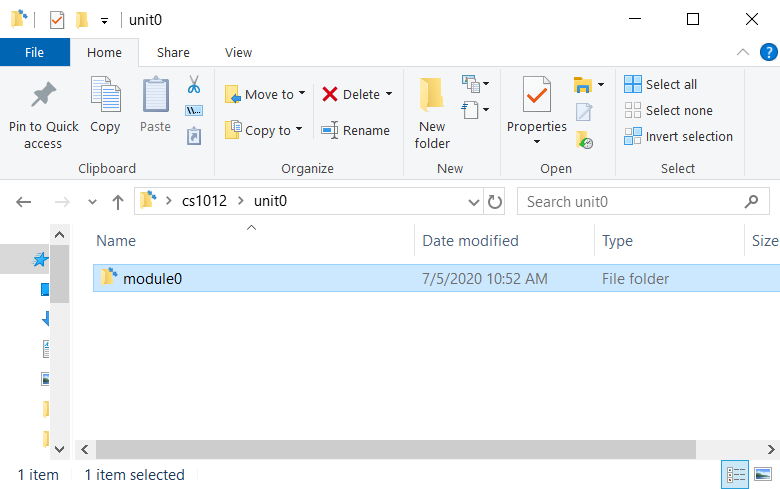 unit0
File Home Share View
Pin to Quick access
Copy
Paste
Clipboard
Move to
Copy to
Delete
Rename
Organize
New folder
New
Properties
Open
Select all
Select none
Invert selection
Select
cs1012 unit0
Search unit0
Name Date modified Type Size
module0 7/5/2020 10:52 AM File folder
1 item 1 item selected